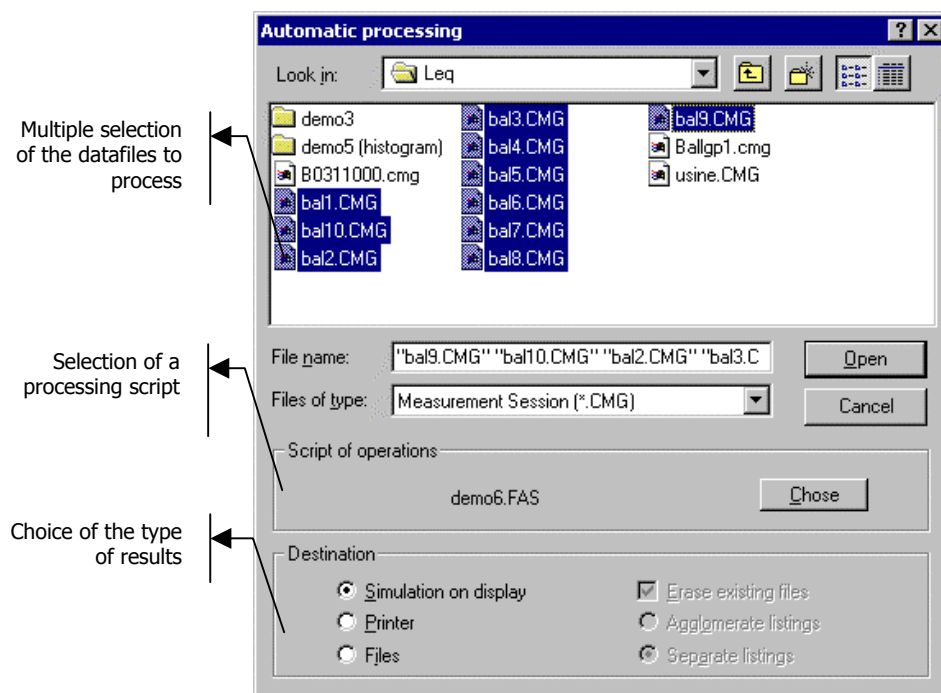 Automatic processing
Look in:
Leq
demo3
demo5 (histogram)
B0311000.cmg
bal1.CMG
bal10.CMG
bal2.CMG
bal3.CMG
bal4.CMG
bal5.CMG
bal6.CMG
bal7.CMG
bal8.CMG
bal9.CMG
Ballgp1.cmg
usine.CMG
Multiple selection
of the datafiles to
process
File name:
"bal9.CMG" "bal10.CMG" "bal2.CMG" "bal3.C
Open
Files of type:
Measurement Session (*.CMG)
Cancel
Selection of a
processing script
Script of operations
demo6.FAS
Chose
Choice of the type
of results
Destination
Simulation on display
Printer
Files
Erase existing files
Agglomerate listings
Separate listings